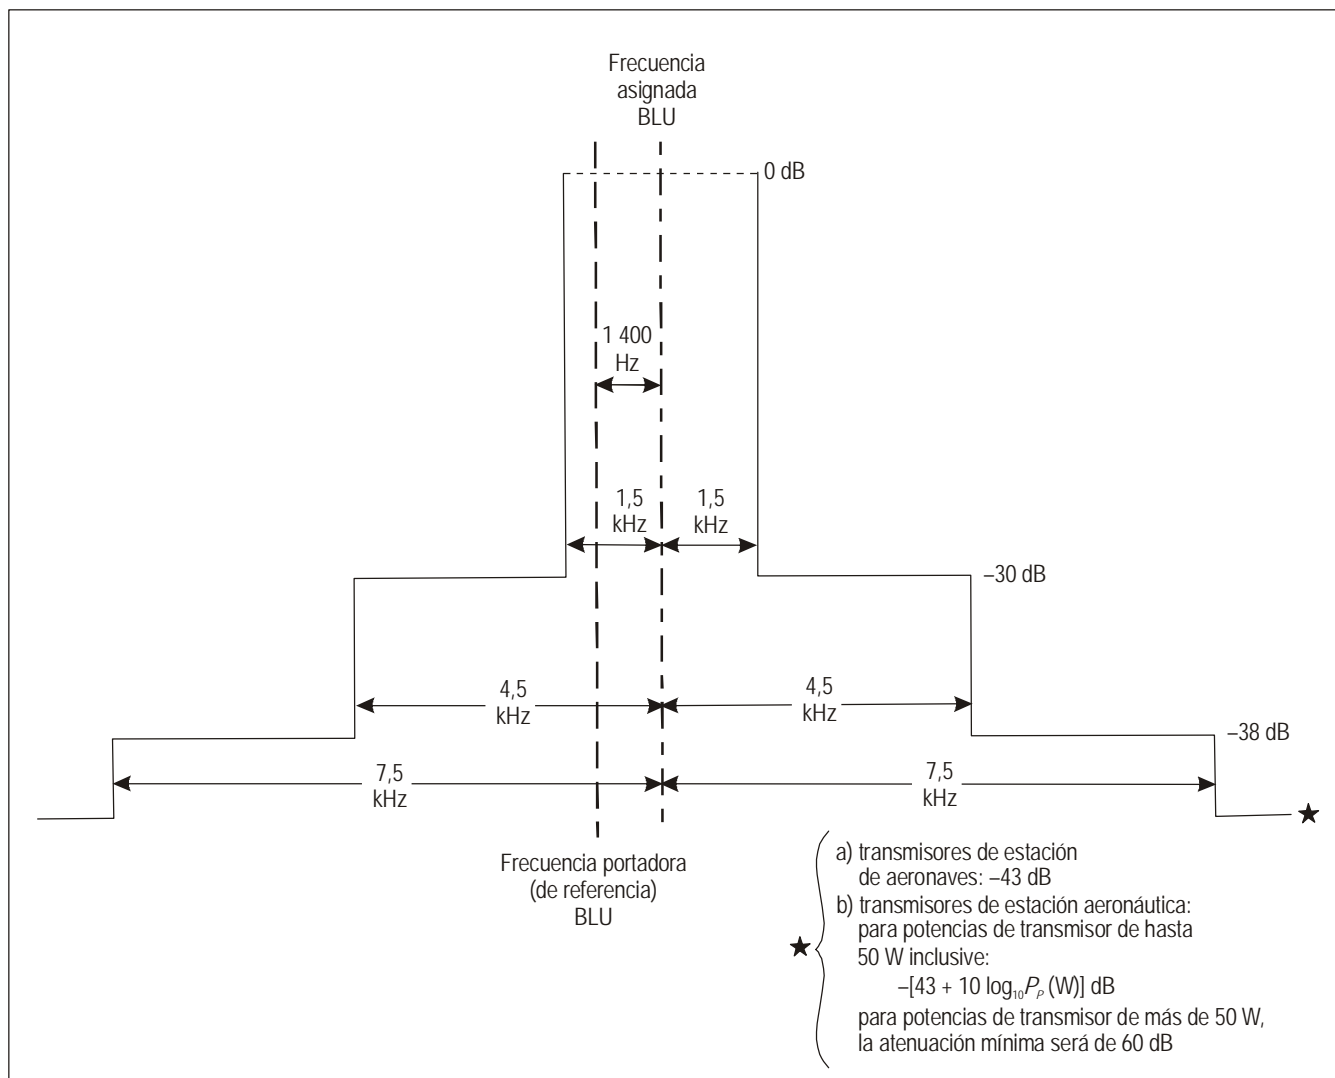 Frecuencia
asignada
BLU
0 dB
1 400
Hz
1,5
kHz
1,5
kHz
–30 dB
4,5
kHz
4,5
kHz
–38 dB
7,5
kHz
7,5
kHz
★
Frecuencia portadora
(de referencia)
BLU
★
a) transmisores de estación
de aeronaves: –43 dB
b) transmisores de estación aeronáutica:
para potencias de transmisor de hasta
50 W inclusive:
–[43 + 10 log₁₀Pₚ (W)] dB
para potencias de transmisor de más de 50 W,
la atenuación mínima será de 60 dB